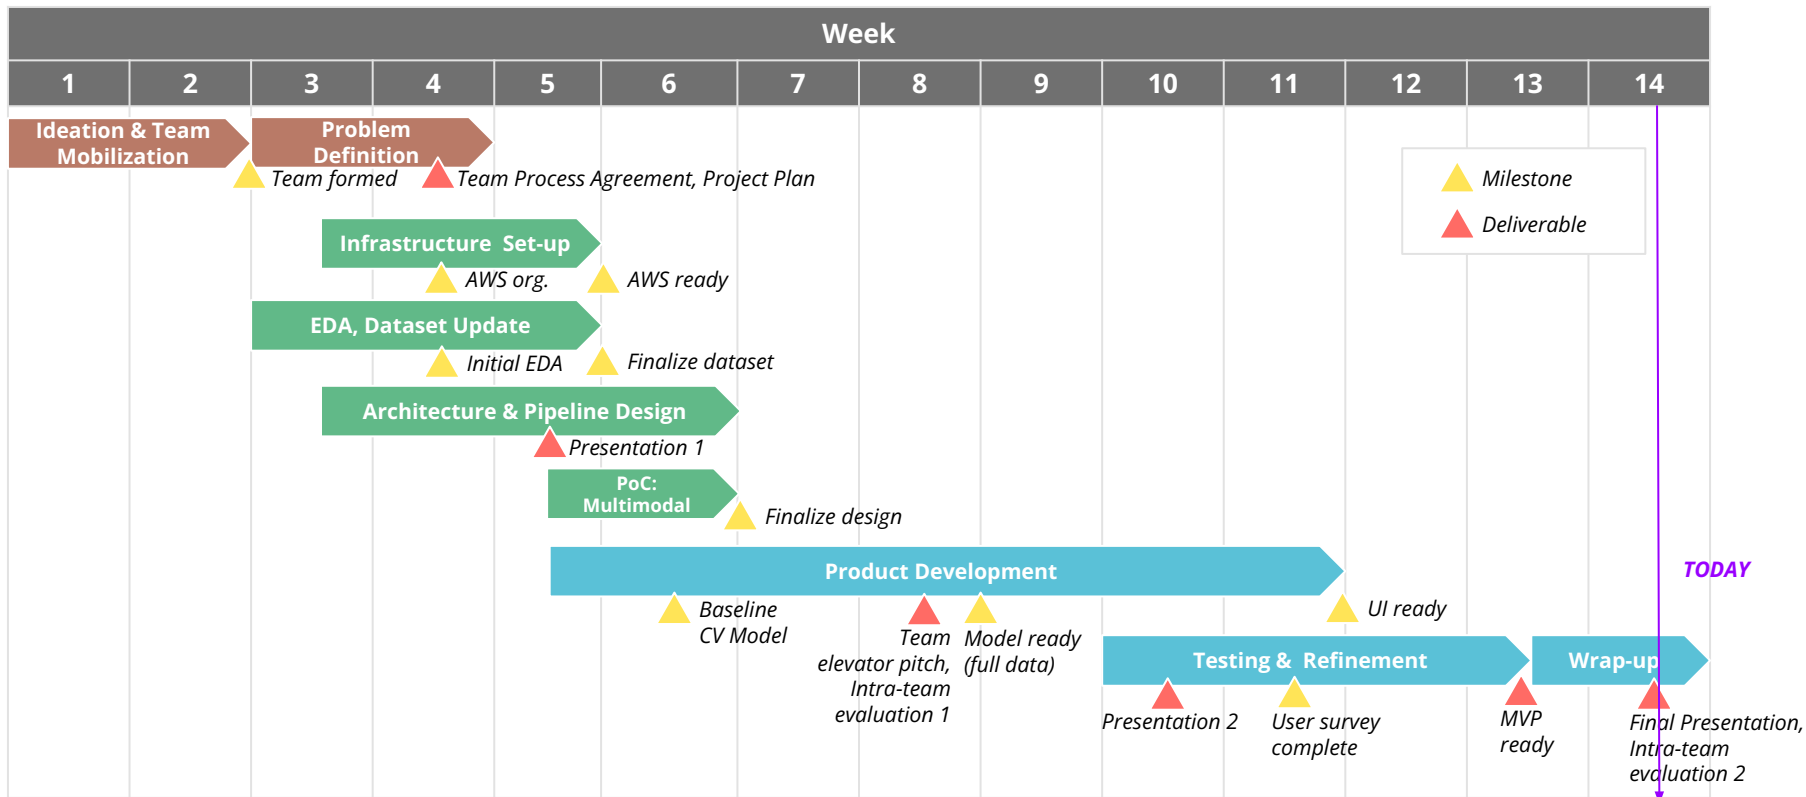 Week
1 2 3 4 5 6 7 8 9 10 11 12 13 14
Ideation & Team
Mobilization
Problem
Definition
Team formed
Team Process Agreement, Project Plan
Milestone
Deliverable
Infrastructure  Set-up
AWS org.
AWS ready
EDA, Dataset Update
Initial EDA
Finalize dataset
Architecture & Pipeline Design
Presentation 1
PoC:
Multimodal
Finalize design
Product Development
TODAY
Baseline
CV Model
Team
elevator pitch,
Intra-team
evaluation 1
Model ready
(full data)
UI ready
Testing &  Refinement
Wrap-up
Presentation 2
User survey
complete
MVP
ready
Final Presentation,
Intra-team
evaluation 2